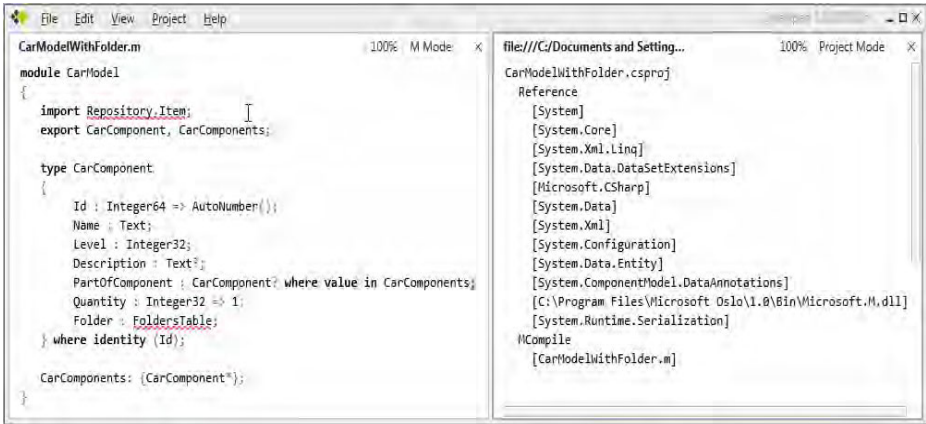 File Edit View Project Help
CarModelWithFolder.m 100% M Mode ×
module CarModel
{
import Repository.Item;
export CarComponent, CarComponents;
type CarComponent
{
Id : Integer64 => AutoNumber();
Name : Text;
Level : Integer32;
Description : Text?;
PartOfComponent : CarComponent? where value in CarComponents;
Quantity : Integer32 => 1;
Folder : FoldersTable;
} where identity (Id);
CarComponents: {CarComponent*};
}
file:///C:/Documents and Setting... 100% Project Mode ×
CarModelWithFolder.csproj
Reference
[System]
[System.Core]
[System.Xml.Linq]
[System.Data.DataSetExtensions]
[Microsoft.CSharp]
[System.Data]
[System.Xml]
[System.Configuration]
[System.Data.Entity]
[System.ComponentModel.DataAnnotations]
[C:\Program Files\Microsoft Oslo\1.0\Bin\Microsoft.M.dll]
[System.Runtime.Serialization]
MCompile
[CarModelWithFolder.m]